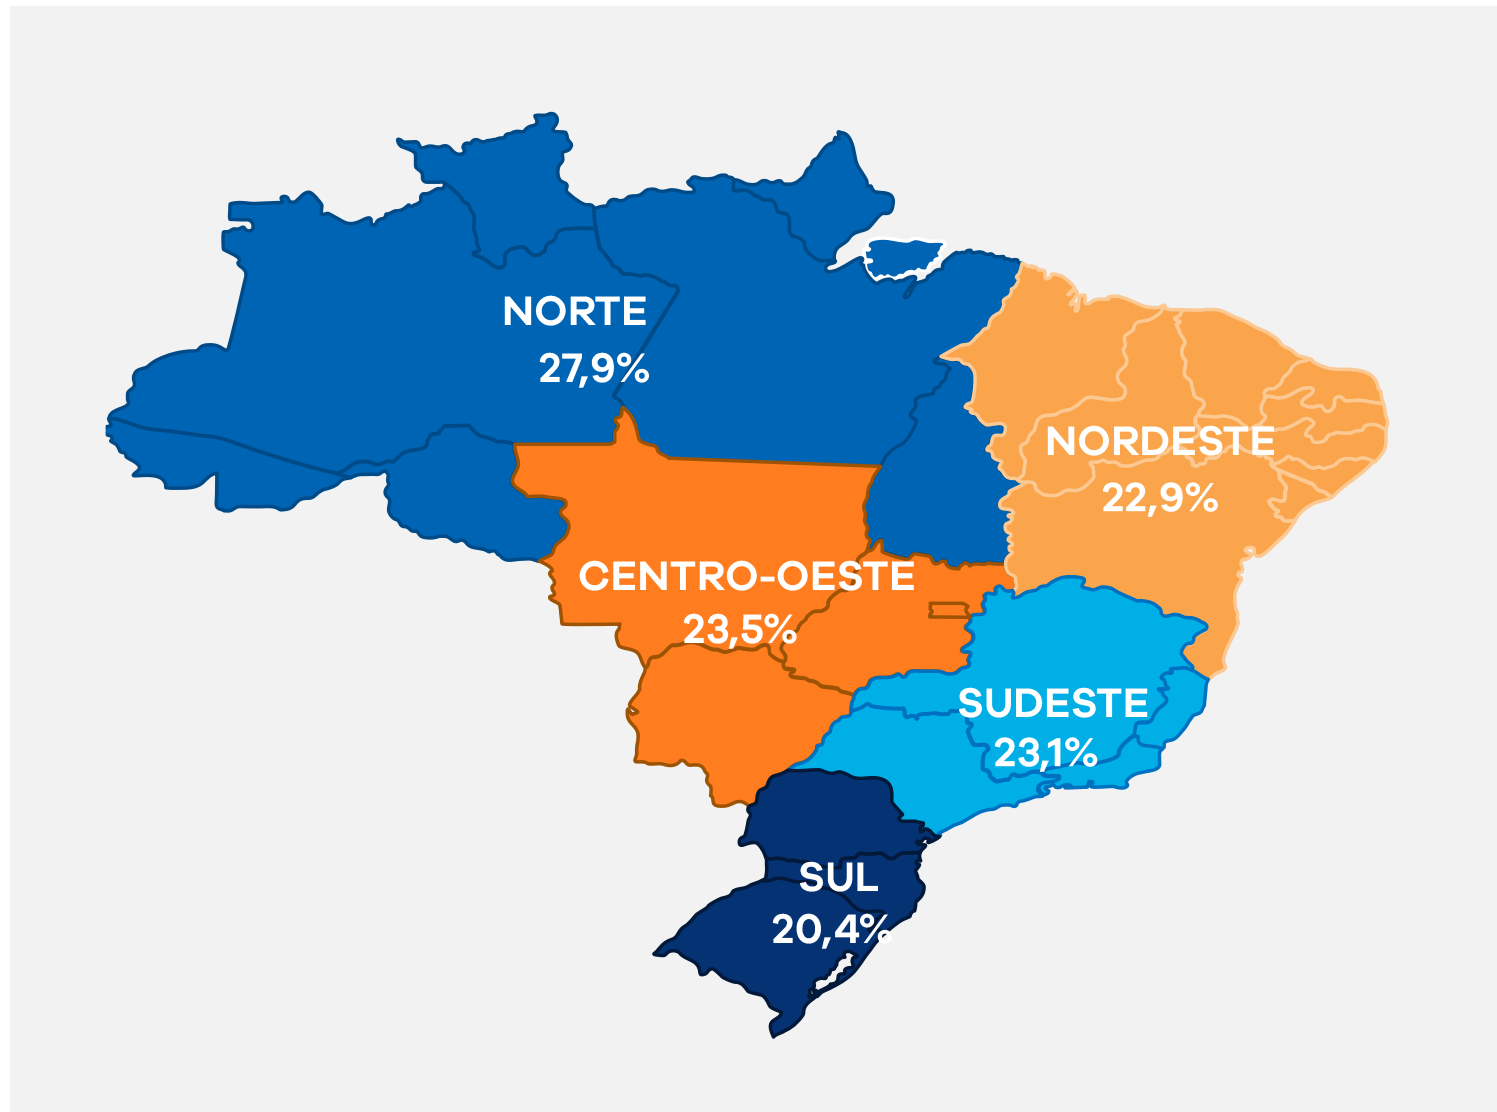 NORTE
27,9%
NORDESTE
22,9%
CENTRO-OESTE
23,5%
SUDESTE
23,1%
SUL
20,4%